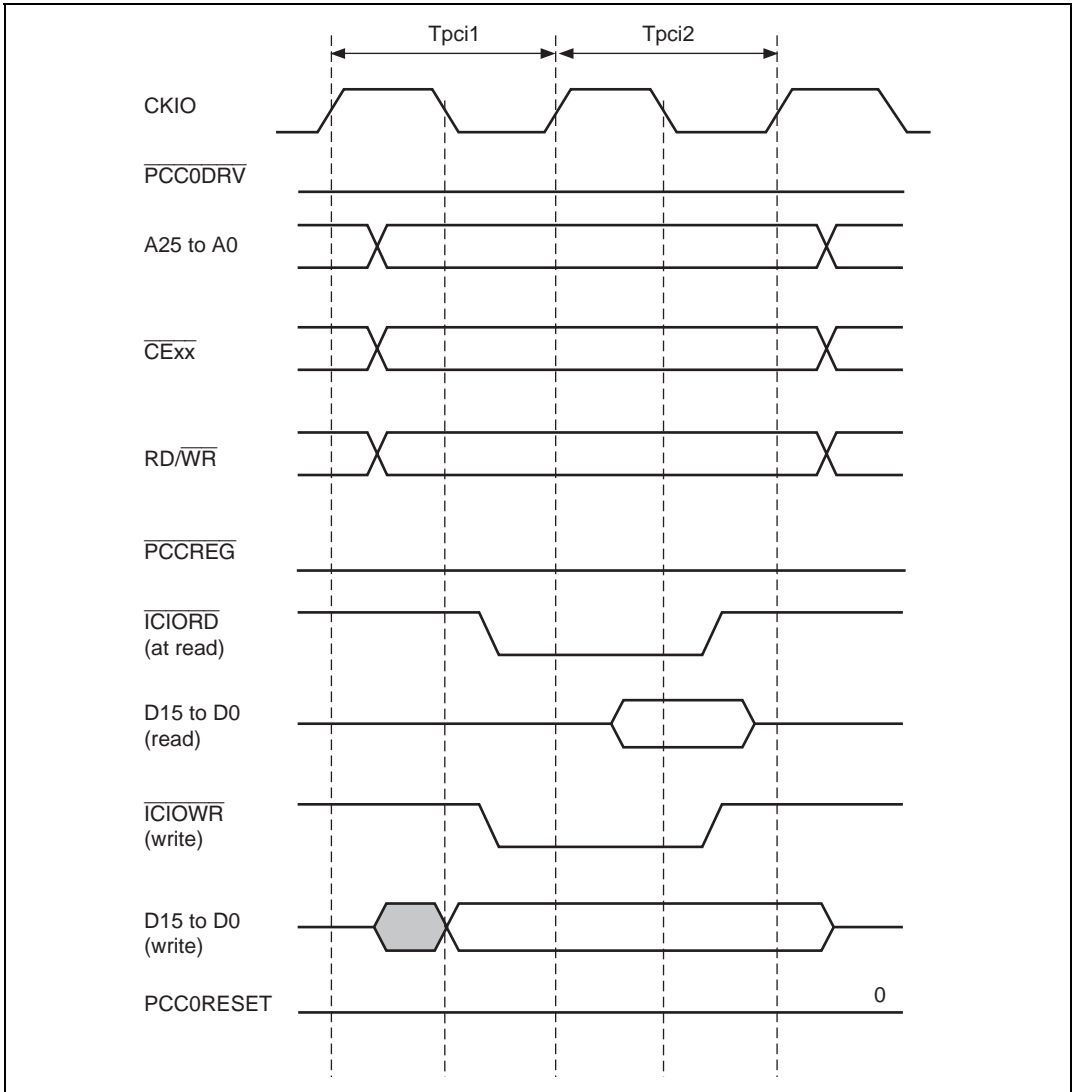 Tpci1 Tpci2
CKIO
PCC0DRV
A25 to A0
CExx
RD/WR
PCCREG
ICIORD
(at read)
D15 to D0
(read)
ICIOWR
(write)
D15 to D0
(write)
PCC0RESET 0